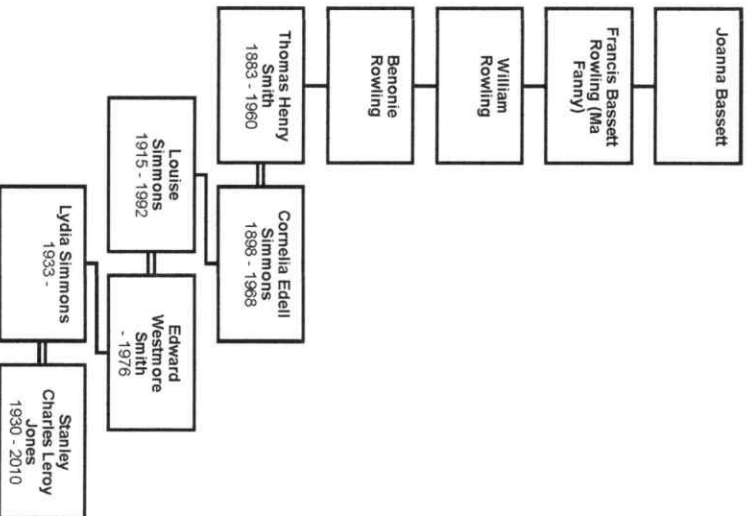 Joanna Bassett
Francis Bassett
Rowling (Ma
Fanny)
William
Rowling
Benonie
Rowling
Thomas Henry
Smith
1883 - 1960
Cornelia Edell
Simmons
1898 - 1968
Louise
Simmons
1915 - 1992
Edward
Westmore
Smith
- 1976
Lydia Simmons
1933 -
Stanley
Charles Leroy
Jones
1930 - 2010